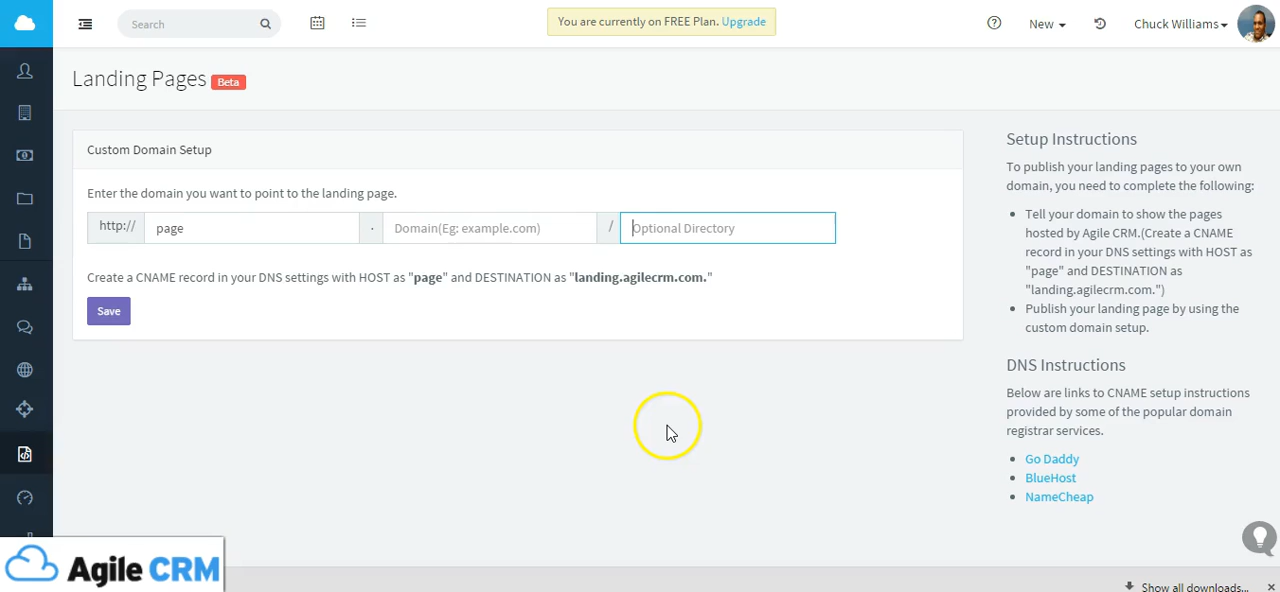 Search
You are currently on FREE Plan. Upgrade
New
Chuck Williams
Landing Pages Beta
Custom Domain Setup
Enter the domain you want to point to the landing page.
http:// page . Domain(Eg: example.com) / Optional Directory
Create a CNAME record in your DNS settings with HOST as "page" and DESTINATION as "landing.agilecrm.com."
Save
Setup Instructions
To publish your landing pages to your own
domain, you need to complete the following:
• Tell your domain to show the pages
hosted by Agile CRM.(Create a CNAME
record in your DNS settings with HOST as
"page" and DESTINATION as
"landing.agilecrm.com.")
• Publish your landing page by using the
custom domain setup.
DNS Instructions
Below are links to CNAME setup instructions
provided by some of the popular domain
registrar services.
• Go Daddy
• BlueHost
• NameCheap
Agile CRM
Show all downloads...